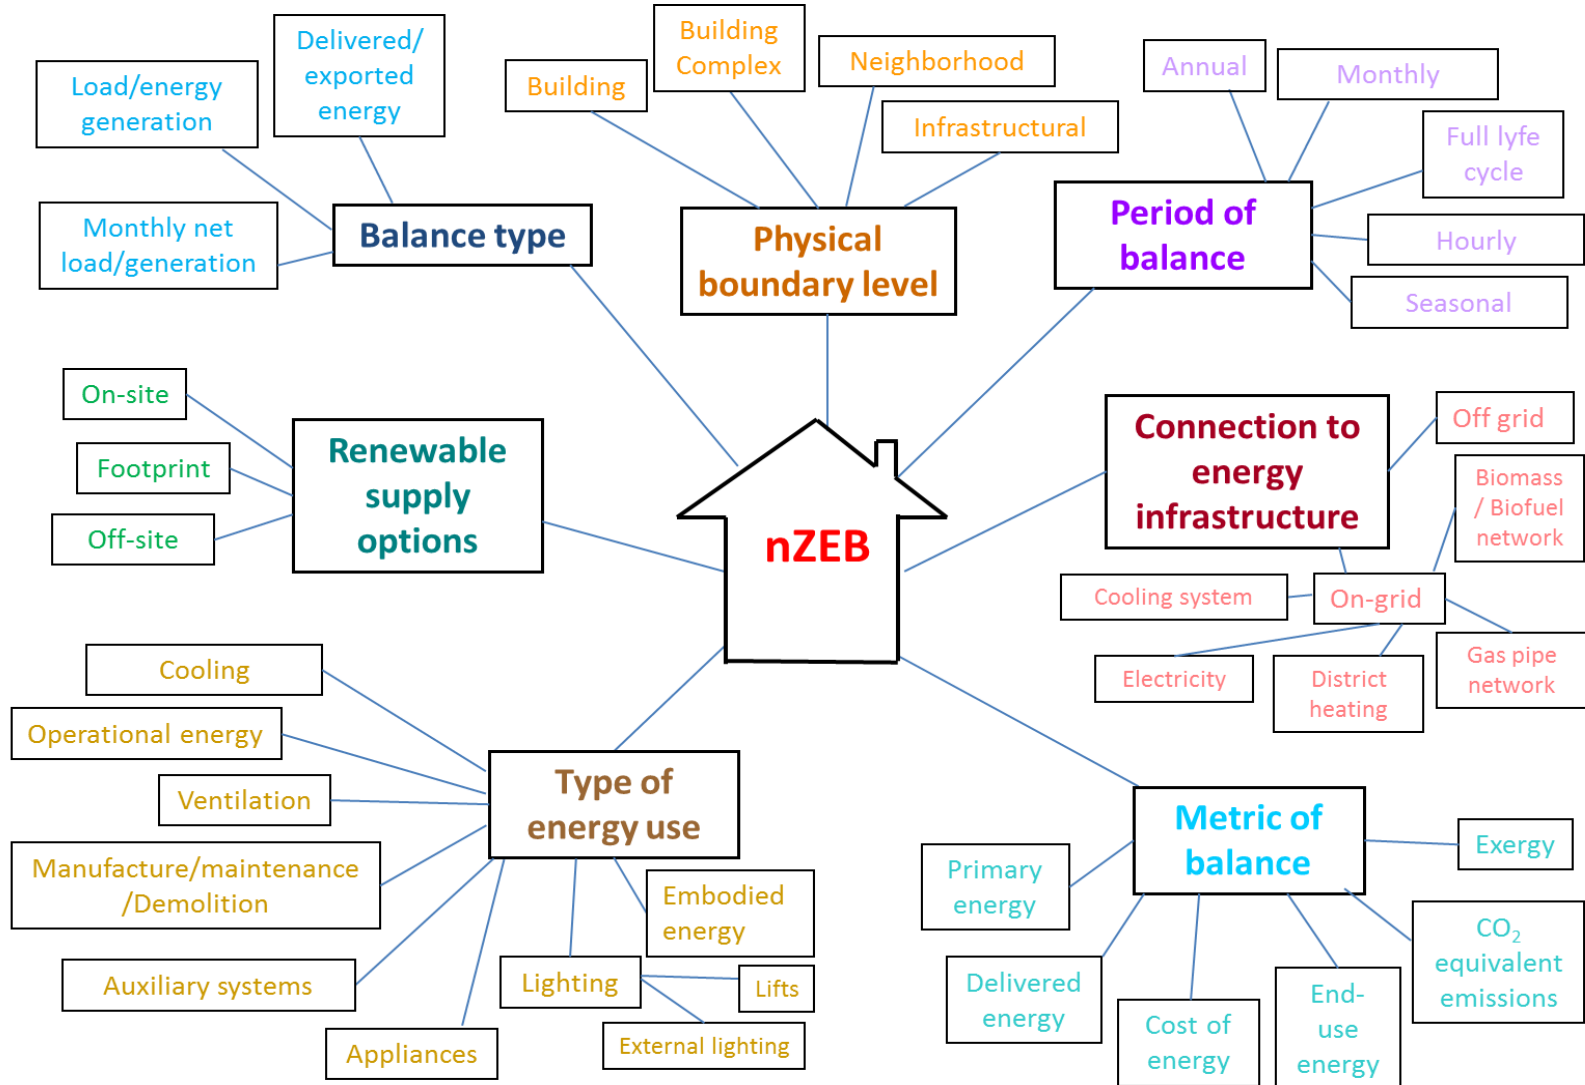 Load/energy
generation
Delivered/
exported
energy
Monthly net
load/generation
Balance type
Building
Building
Complex
Neighborhood
Infrastructural
Physical
boundary level
Annual
Monthly
Full lyfe
cycle
Hourly
Seasonal
Period of
balance
On-site
Footprint
Off-site
Renewable
supply
options
nZEB
Connection to
energy
infrastructure
Off grid
Biomass
/ Biofuel
network
Cooling system
On-grid
Electricity
District
heating
Gas pipe
network
Cooling
Operational energy
Ventilation
Manufacture/maintenance
/Demolition
Auxiliary systems
Appliances
Type of
energy use
Embodied
energy
Lighting
Lifts
External lighting
Metric of
balance
Primary
energy
Delivered
energy
Cost of
energy
End-
use
energy
CO₂
equivalent
emissions
Exergy